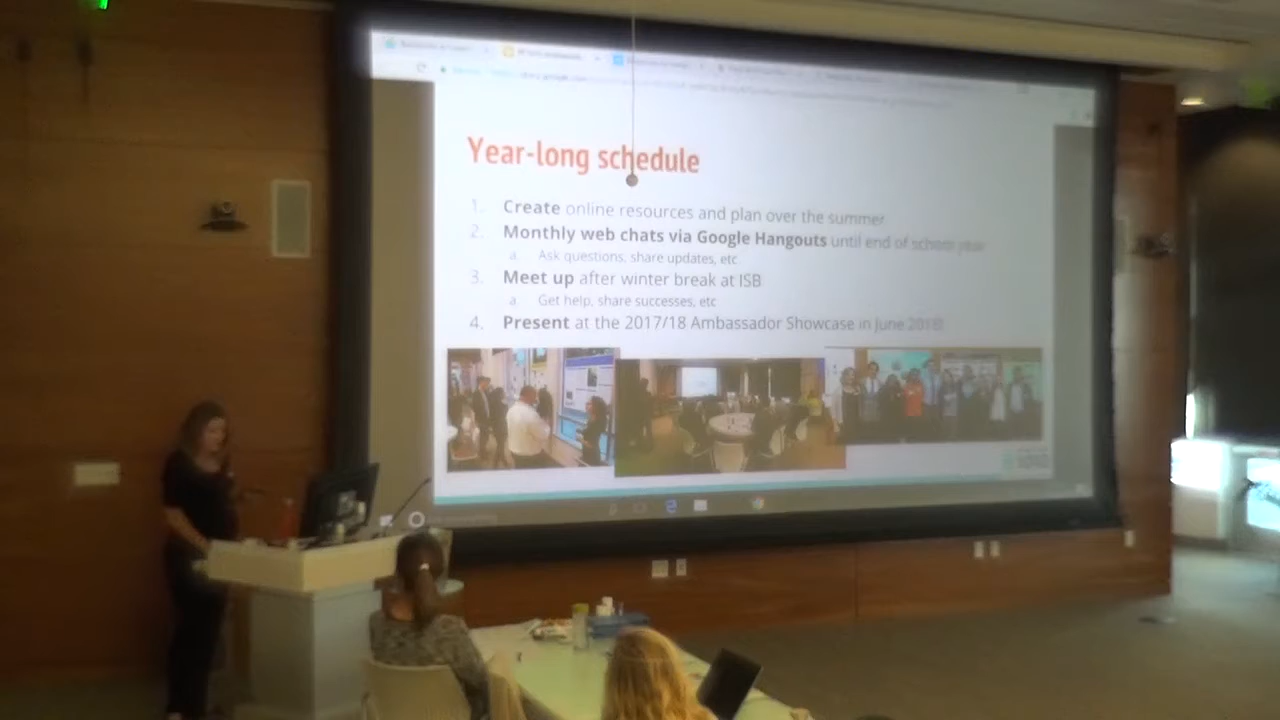 Year-long schedule
1. Create online resources and plan over the summer
2. Monthly web chats via Google Hangouts until end of school year
a. Ask questions, share updates, etc
3. Meet up after winter break at ISB
a. Get help, share successes, etc
4. Present at the 2017/18 Ambassador Showcase in June 2018!